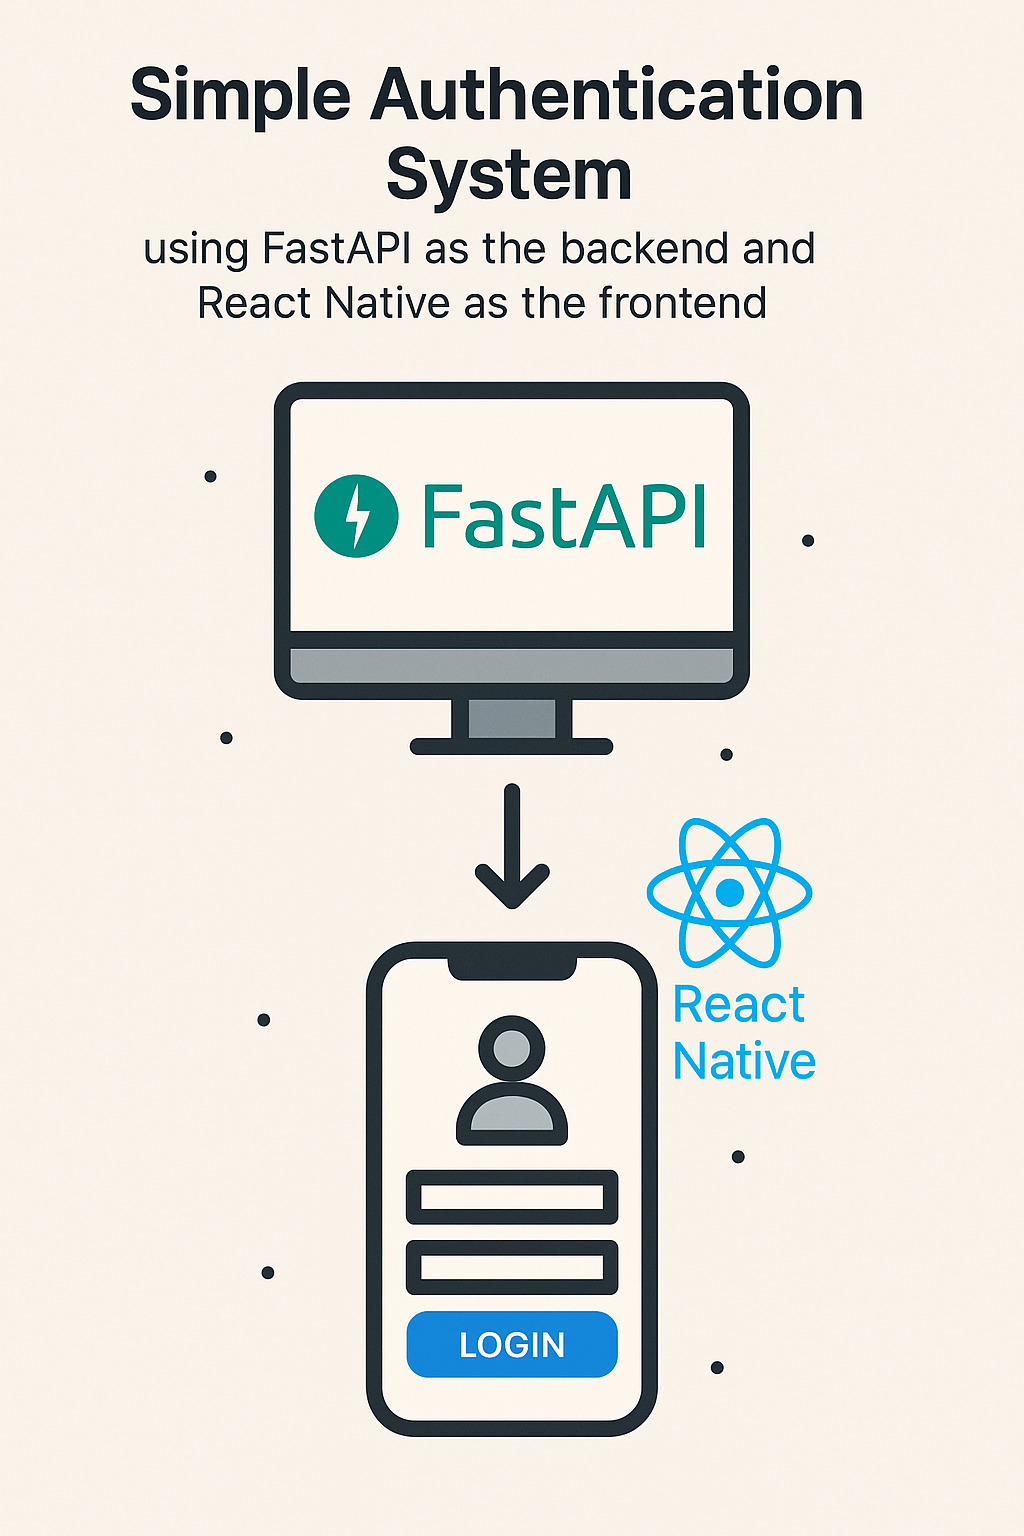 Simple Authentication
System
using FastAPI as the backend and
React Native as the frontend
FastAPI
React
Native
LOGIN